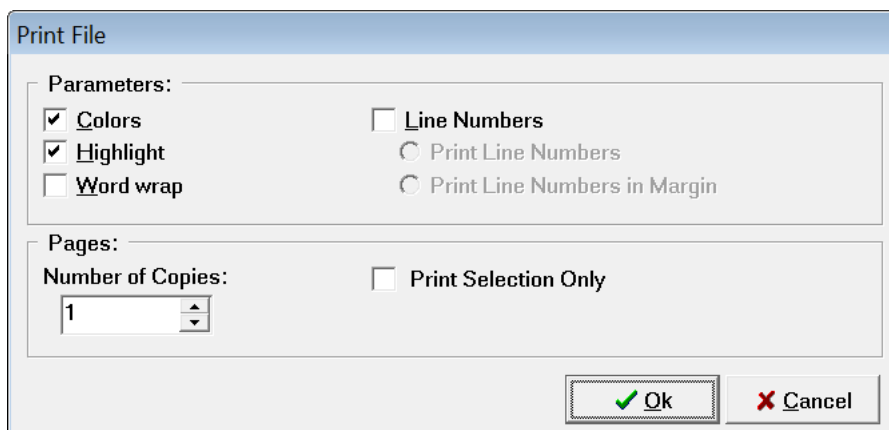 Print File
Parameters:
Colors
Highlight
Word wrap
Line Numbers
Print Line Numbers
Print Line Numbers in Margin
Pages:
Number of Copies:
1
Print Selection Only
Ok
Cancel